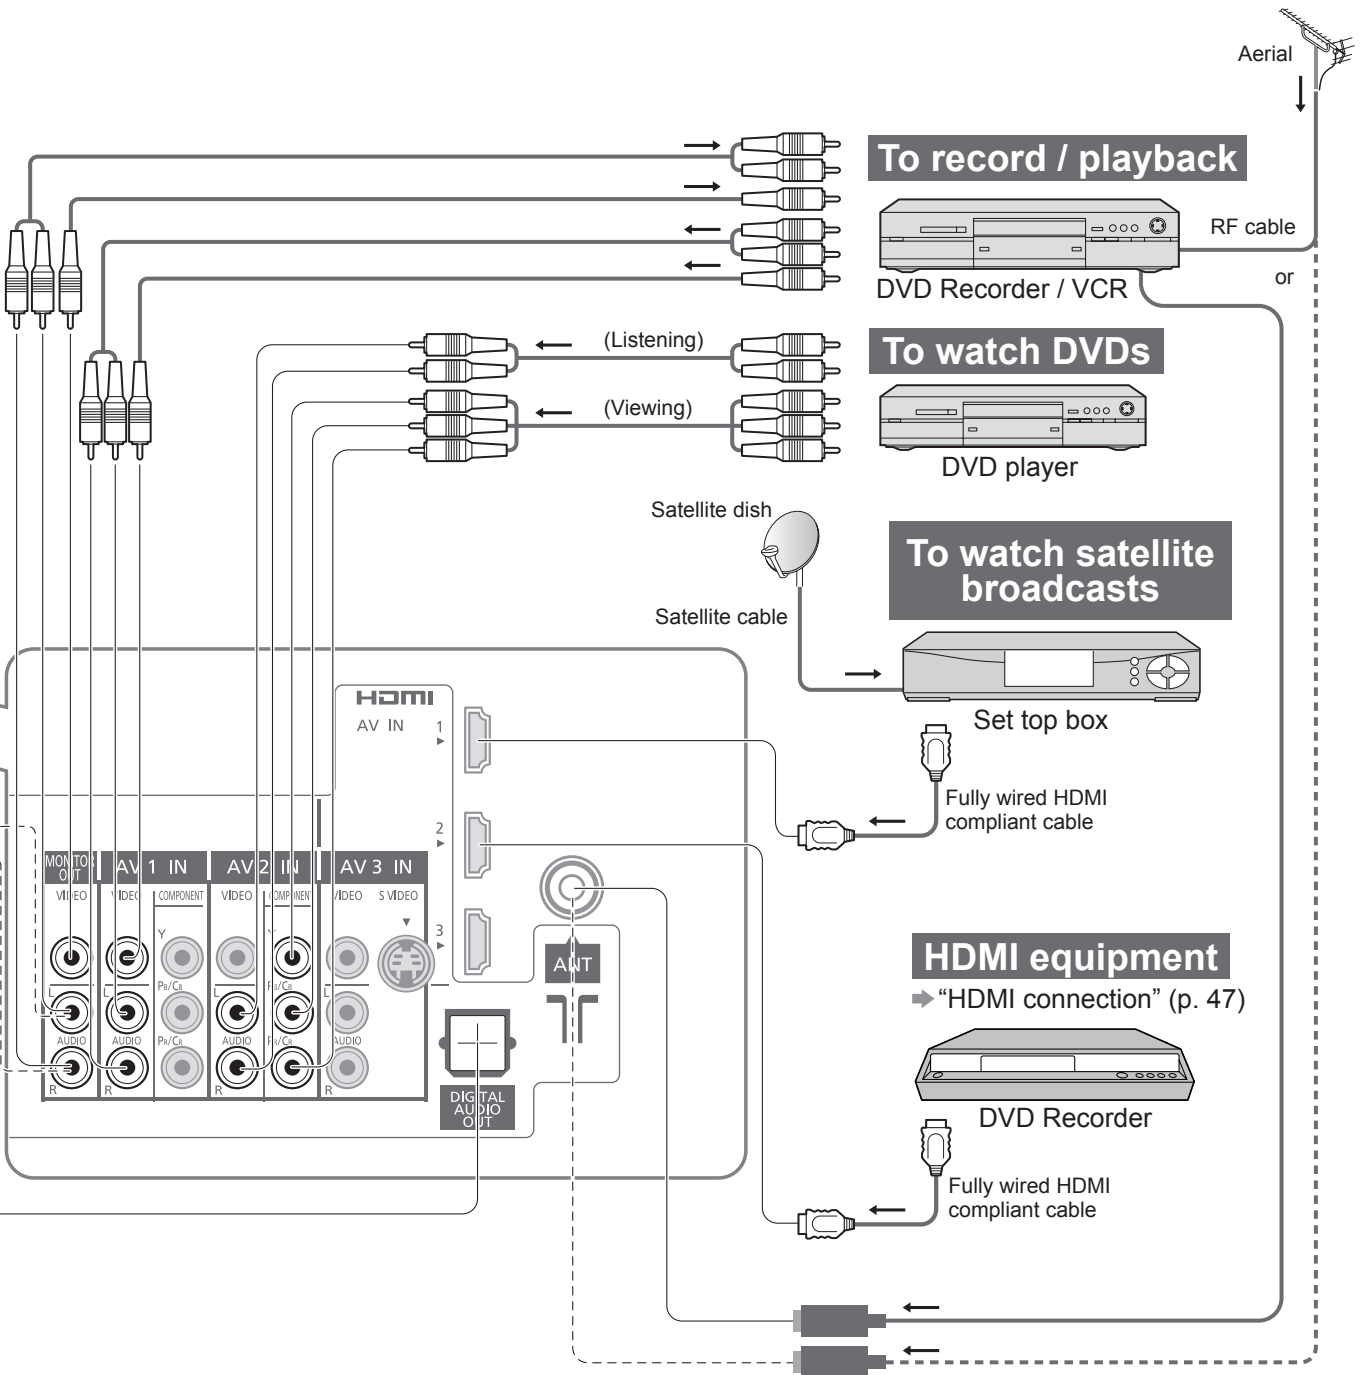 Aerial
To record / playback
RF cable
or
DVD Recorder / VCR
(Listening)
To watch DVDs
(Viewing)
DVD player
Satellite dish
To watch satellite
broadcasts
Satellite cable
Set top box
HDMI
AV IN
1
2
3
Fully wired HDMI
compliant cable
MONITOR
OUT
AV 1 IN
AV 2 IN
AV 3 IN
VIDEO
VIDEO
COMPONENT
VIDEO
COMPONENT
VIDEO
S VIDEO
Y
Y
L
L
PB/CB
L
PB/CB
L
AUDIO
AUDIO
PR/CR
AUDIO
PR/CR
AUDIO
R
R
R
R
ANT
DIGITAL
AUDIO
OUT
HDMI equipment
"HDMI connection" (p. 47)
DVD Recorder
Fully wired HDMI
compliant cable